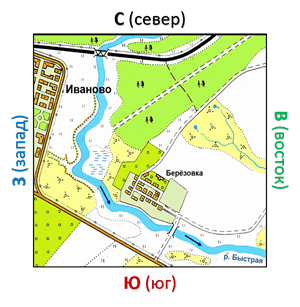 С (север)
Иваново
З (запад)
В (восток)
Берёзовка
р. Быстрая
Ю (юг)